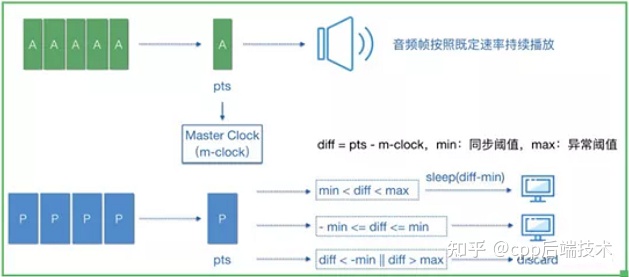 A A A A A
A
音频帧按照既定速率持续播放
pts
Master Clock
(m-clock)
diff = pts - m-clock，min：同步阈值，max：异常阈值
P P P P
P
min < diff < max
sleep(diff-min)
- min <= diff <= min
diff < -min || diff > max
discard
pts
知乎 @cpp后端技术